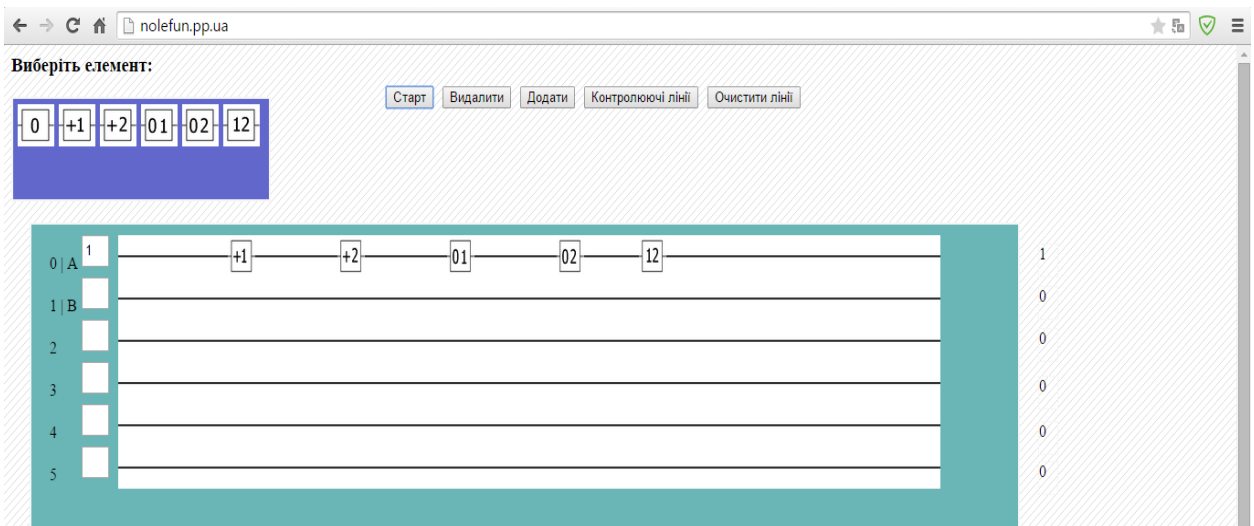 nolefun.pp.ua
Виберіть елемент:
Старт Видалити Додати Контролюючі лінії Очистити лінії
0 +1 +2 01 02 12
0 | A 1 +1 +2 01 02 12 1
1 | B 0
2 0
3 0
4 0
5 0